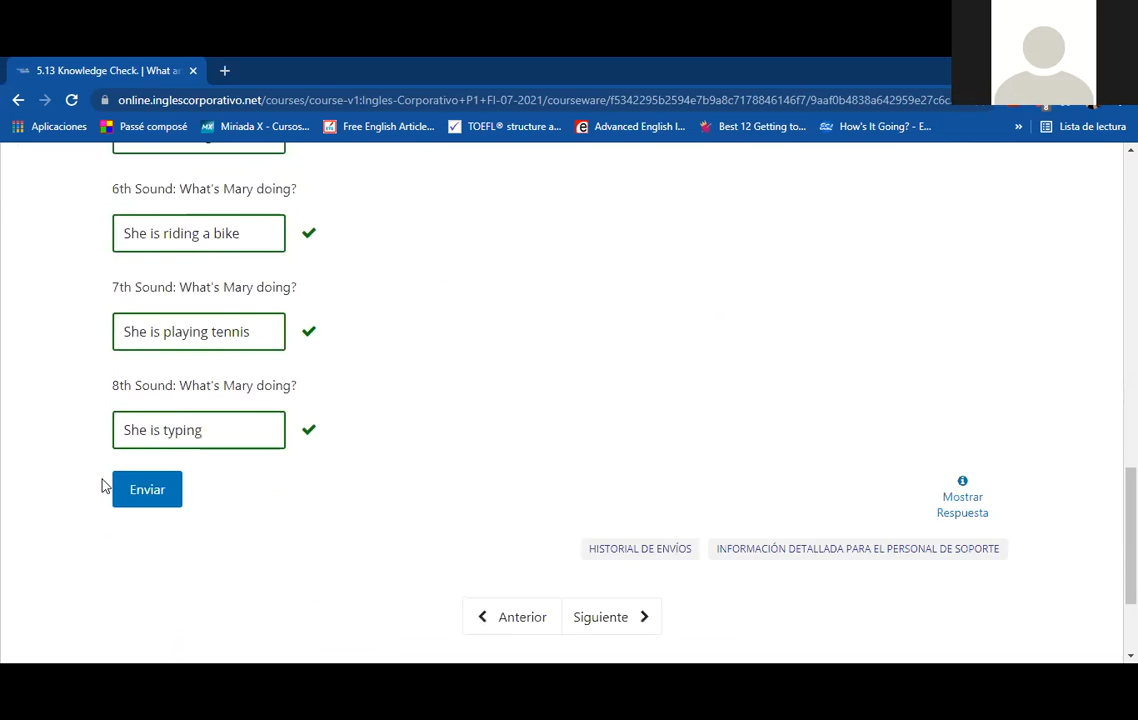 5.13 Knowledge Check. | What ar
online.inglescorporativo.net/courses/course-v1:Ingles-Corporativo+P1+FI-07-2021/courseware/f5342295b2594e7b9a8c7178846146f7/9aaf0b4838a642959e27c6c
Aplicaciones Passé composé Miriada X - Cursos... Free English Article... TOEFL® structure a... Advanced English l... Best 12 Getting to... How's It Going? - E... » Lista de lectura
6th Sound: What's Mary doing?
She is riding a bike
7th Sound: What's Mary doing?
She is playing tennis
8th Sound: What's Mary doing?
She is typing
Enviar
Mostrar
Respuesta
HISTORIAL DE ENVÍOS INFORMACIÓN DETALLADA PARA EL PERSONAL DE SOPORTE
Anterior Siguiente